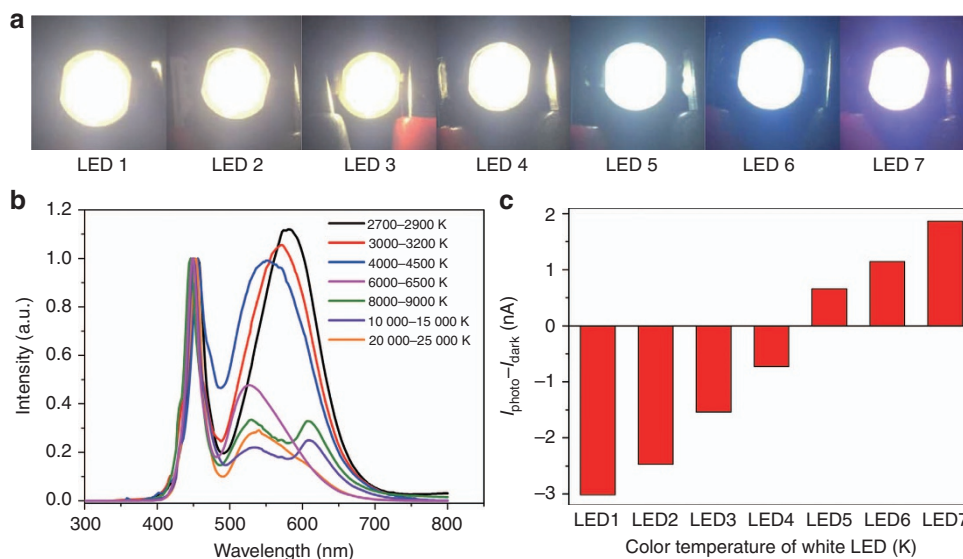 a
LED 1 LED 2 LED 3 LED 4 LED 5 LED 6 LED 7
b
1.2
1.0
0.8
0.6
0.4
0.2
0.0
Intensity (a.u.)
2700–2900 K
3000–3200 K
4000–4500 K
6000–6500 K
8000–9000 K
10 000–15 000 K
20 000–25 000 K
300 400 500 600 700 800
Wavelength (nm)
c
2
1
0
–1
–2
–3
Iphoto–Idark (nA)
LED1 LED2 LED3 LED4 LED5 LED6 LED7
Color temperature of white LED (K)